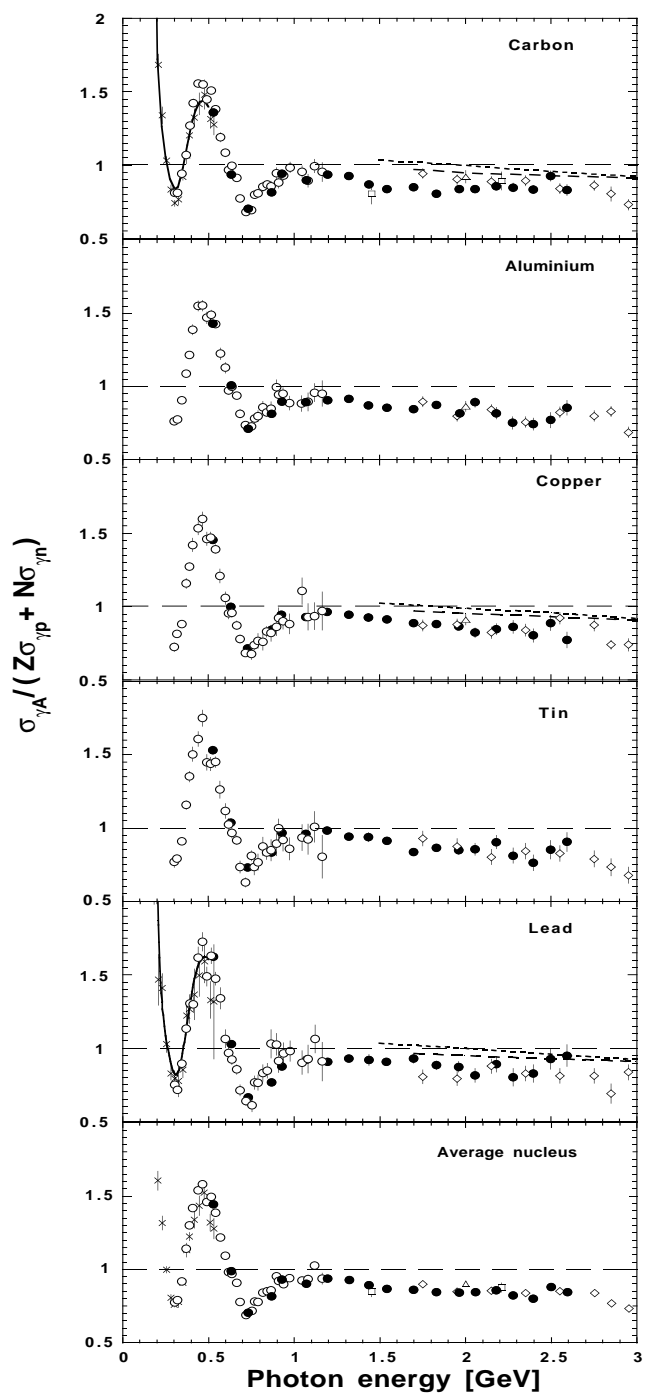 2
Carbon
1.5
1
0.5
Aluminium
1.5
1
0.5
Copper
1.5
1
0.5
Tin
1.5
1
0.5
Lead
1.5
1
0.5
Average nucleus
1.5
1
0.5
0 0.5 1 1.5 2 2.5 3
Photon energy [GeV]
σγA/(Zσγp + Nσγn)